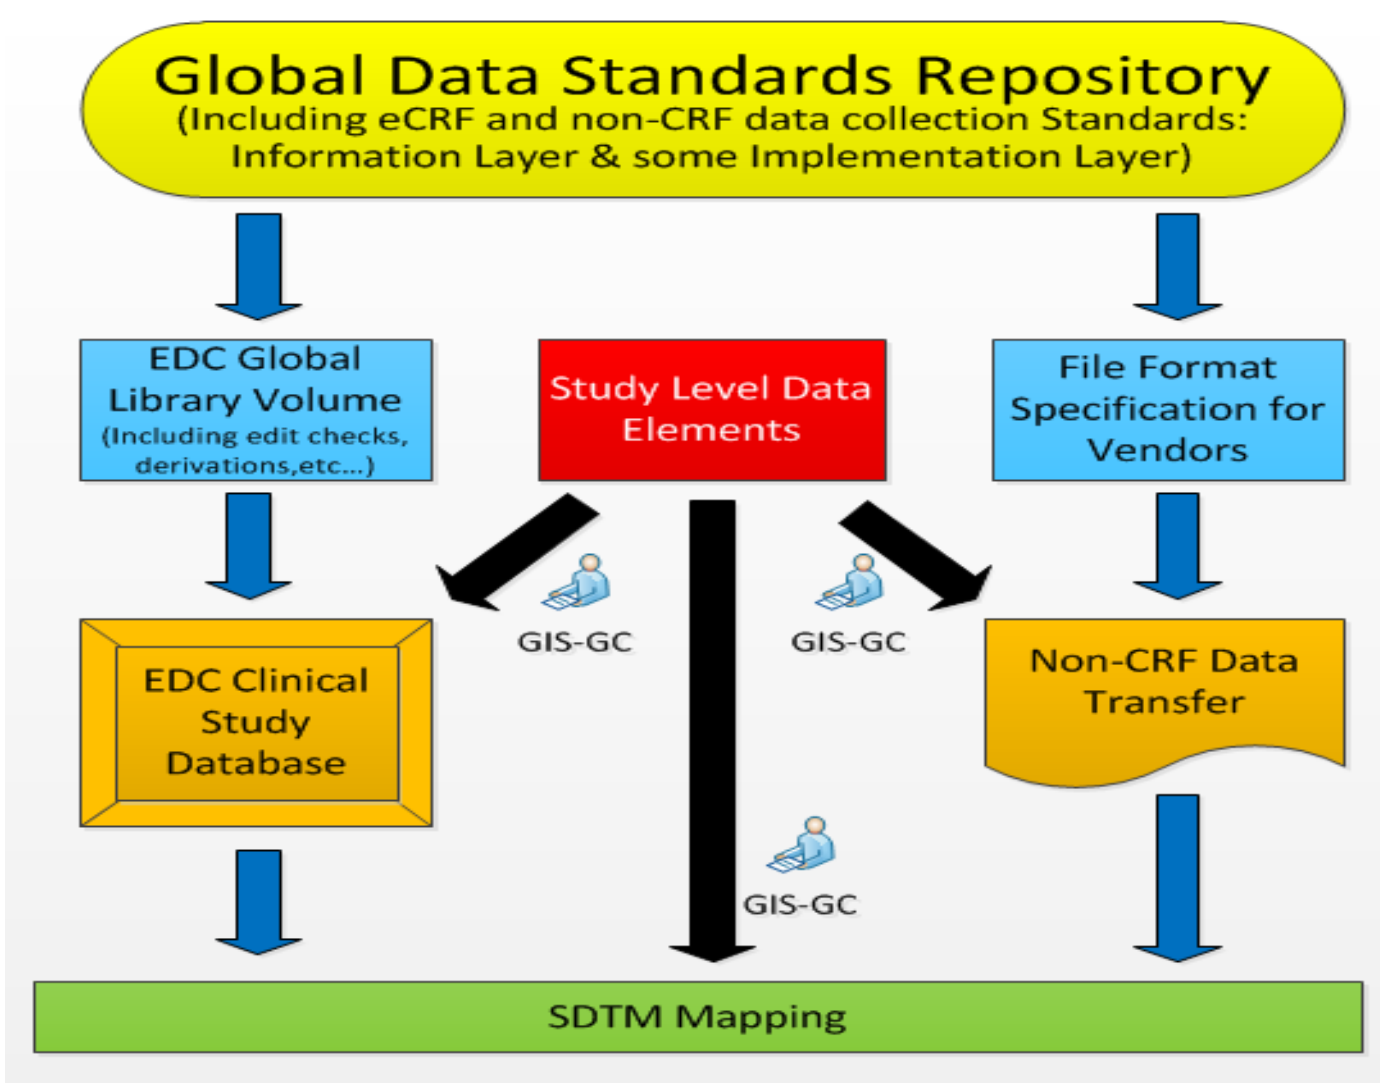 Global Data Standards Repository
(Including eCRF and non-CRF data collection Standards:
Information Layer & some Implementation Layer)
EDC Global
Library Volume
(Including edit checks,
derivations,etc...)
Study Level Data
Elements
File Format
Specification for
Vendors
GIS-GC
GIS-GC
EDC Clinical
Study
Database
Non-CRF Data
Transfer
GIS-GC
SDTM Mapping